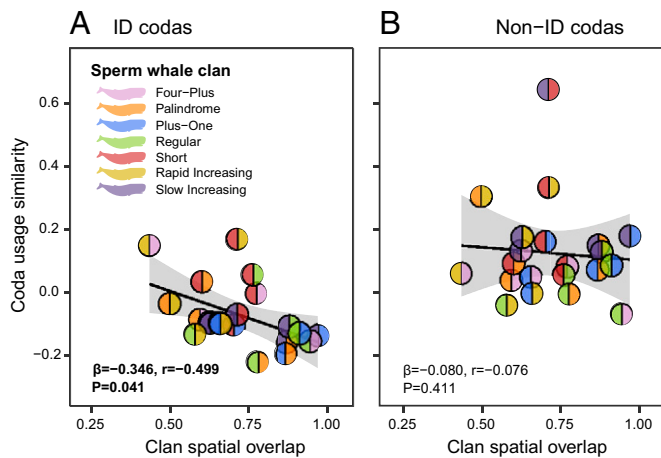 A ID codas
B Non−ID codas
Sperm whale clan
Four−Plus
Palindrome
Plus−One
Regular
Short
Rapid Increasing
Slow Increasing
Coda usage similarity
0.6
0.4
0.2
0.0
−0.2
β=−0.346, r=−0.499
P=0.041
β=−0.080, r=−0.076
P=0.411
0.25 0.50 0.75 1.00
0.25 0.50 0.75 1.00
Clan spatial overlap
Clan spatial overlap